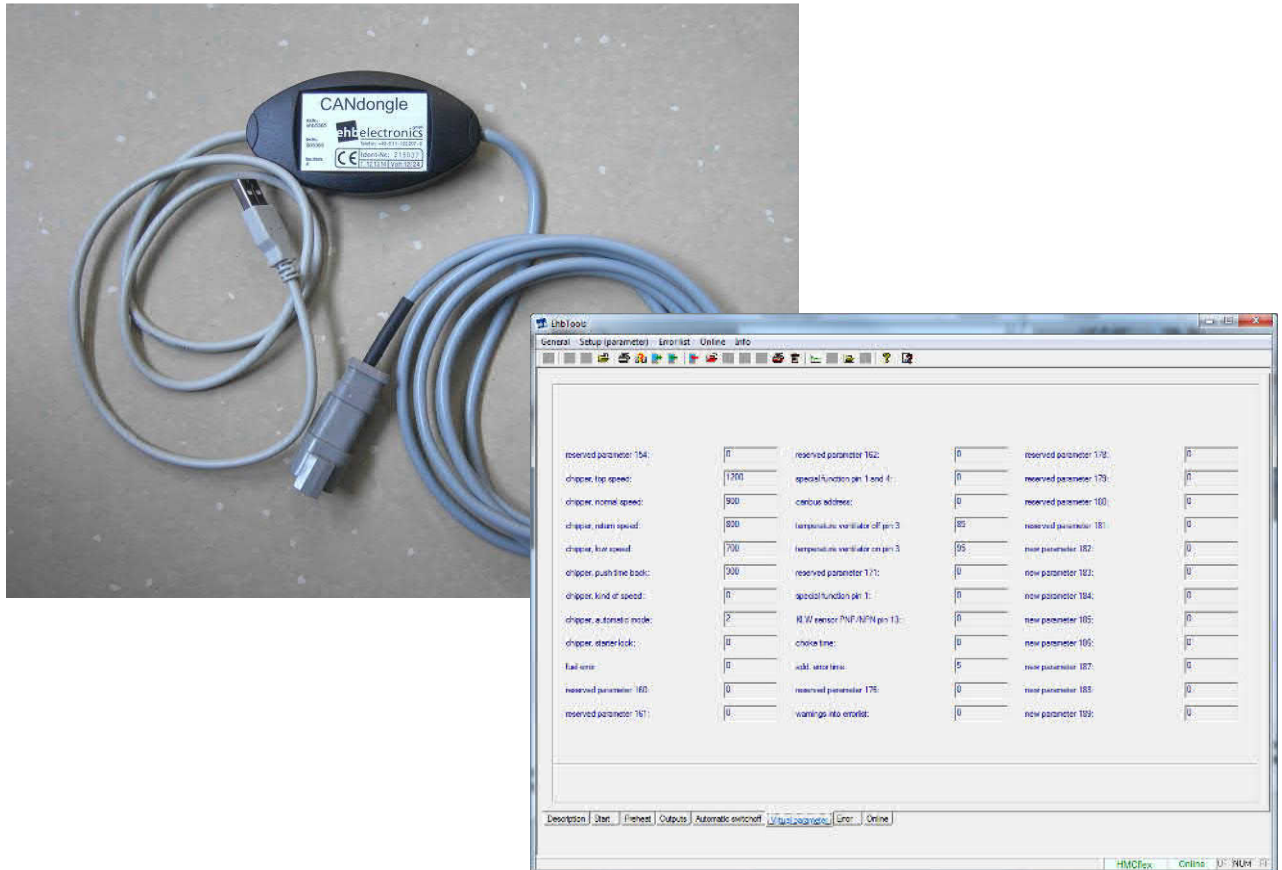 CANdongle
ehb electronics
Ident-No: 215027
EhbTools
General Setup (parameter) Error list Online Info
reserved parameter 154: 0
chipper, top speed: 1200
chipper, normal speed: 900
chipper, return speed: 800
chipper, low speed: 700
chipper, push time back: 300
chipper, kind of speed: 0
chipper, automatic mode: 2
chipper, starter lock: 0
fuel error 0
reserved parameter 160: 0
reserved parameter 161: 0
reserved parameter 162: 0
special function pin 1 and 4: 0
canbus address: 0
temperature ventilator off pin 3 85
temperature ventilator on pin 3 95
reserved parameter 171: 0
special function pin 1: 0
KLW sensor PNP/NPN pin 13: 0
choke time: 0
add. error time 5
reserved parameter 176: 0
warnings into errorlist: 0
reserved parameter 178: 0
reserved parameter 179: 0
reserved parameter 180: 0
reserved parameter 181: 0
new parameter 182: 0
new parameter 183: 0
new parameter 184: 0
new parameter 185: 0
new parameter 186: 0
new parameter 187: 0
new parameter 188: 0
new parameter 189: 0
Description Start Preheat Outputs Automatic switchoff Virtual parameter Error Online
HMCflex Online NUM